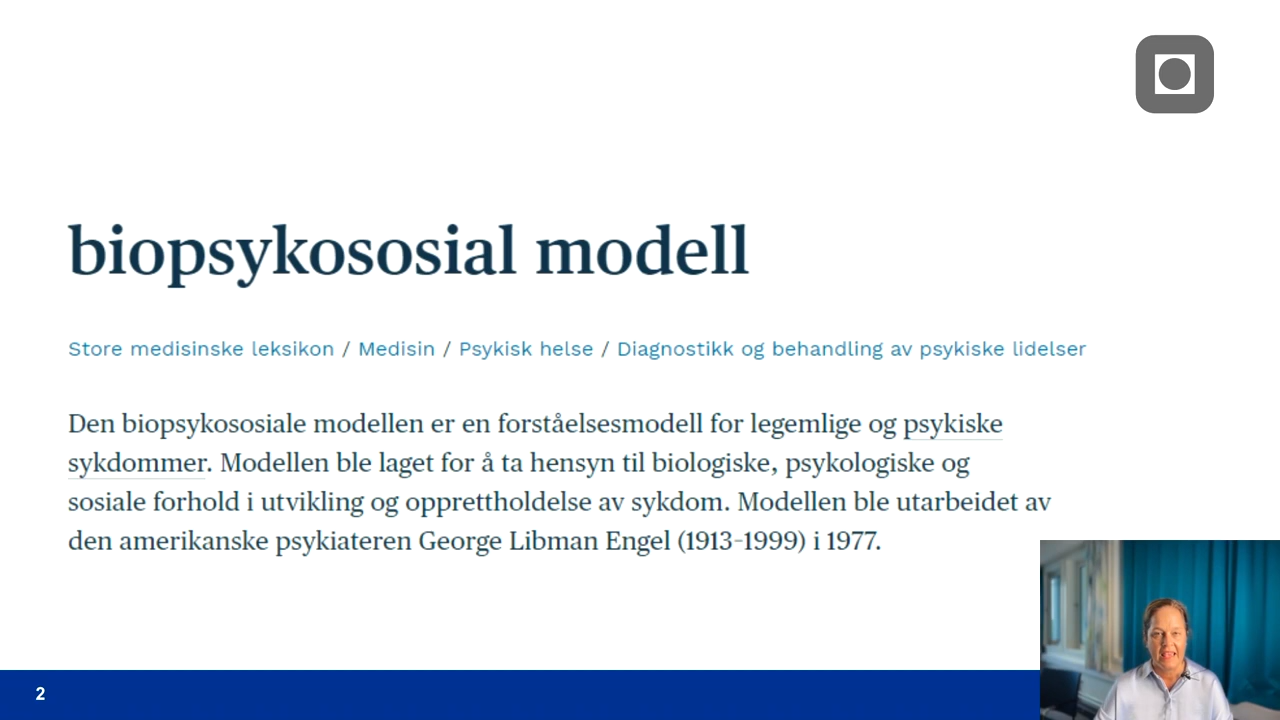 biopsykososial modell
Store medisinske leksikon / Medisin / Psykisk helse / Diagnostikk og behandling av psykiske lidelser
Den biopsykososiale modellen er en forståelsesmodell for legemlige og psykiske
sykdommer. Modellen ble laget for å ta hensyn til biologiske, psykologiske og
sosiale forhold i utvikling og opprettholdelse av sykdom. Modellen ble utarbeidet av
den amerikanske psykiateren George Libman Engel (1913-1999) i 1977.
2